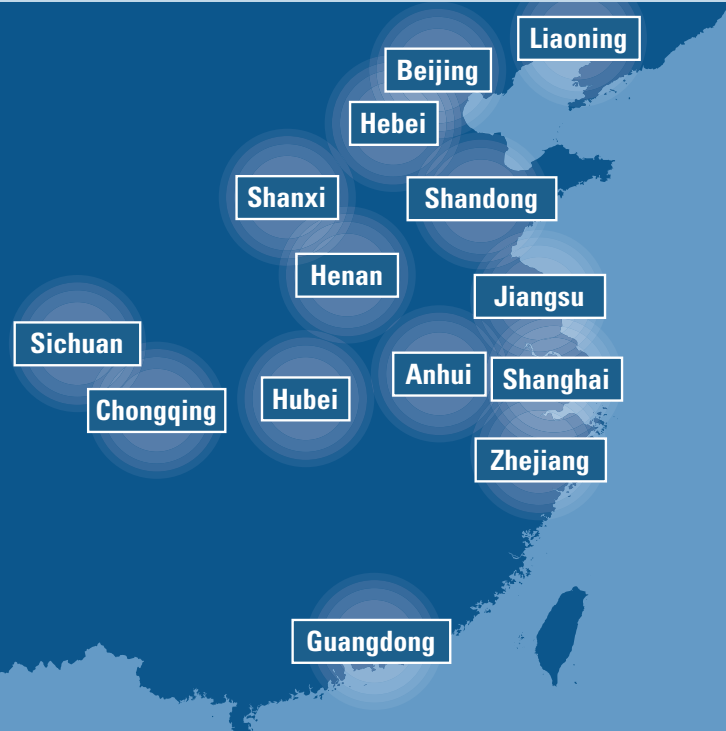 Liaoning
Beijing
Hebei
Shanxi
Shandong
Henan
Jiangsu
Sichuan
Anhui
Shanghai
Hubei
Chongqing
Zhejiang
Guangdong